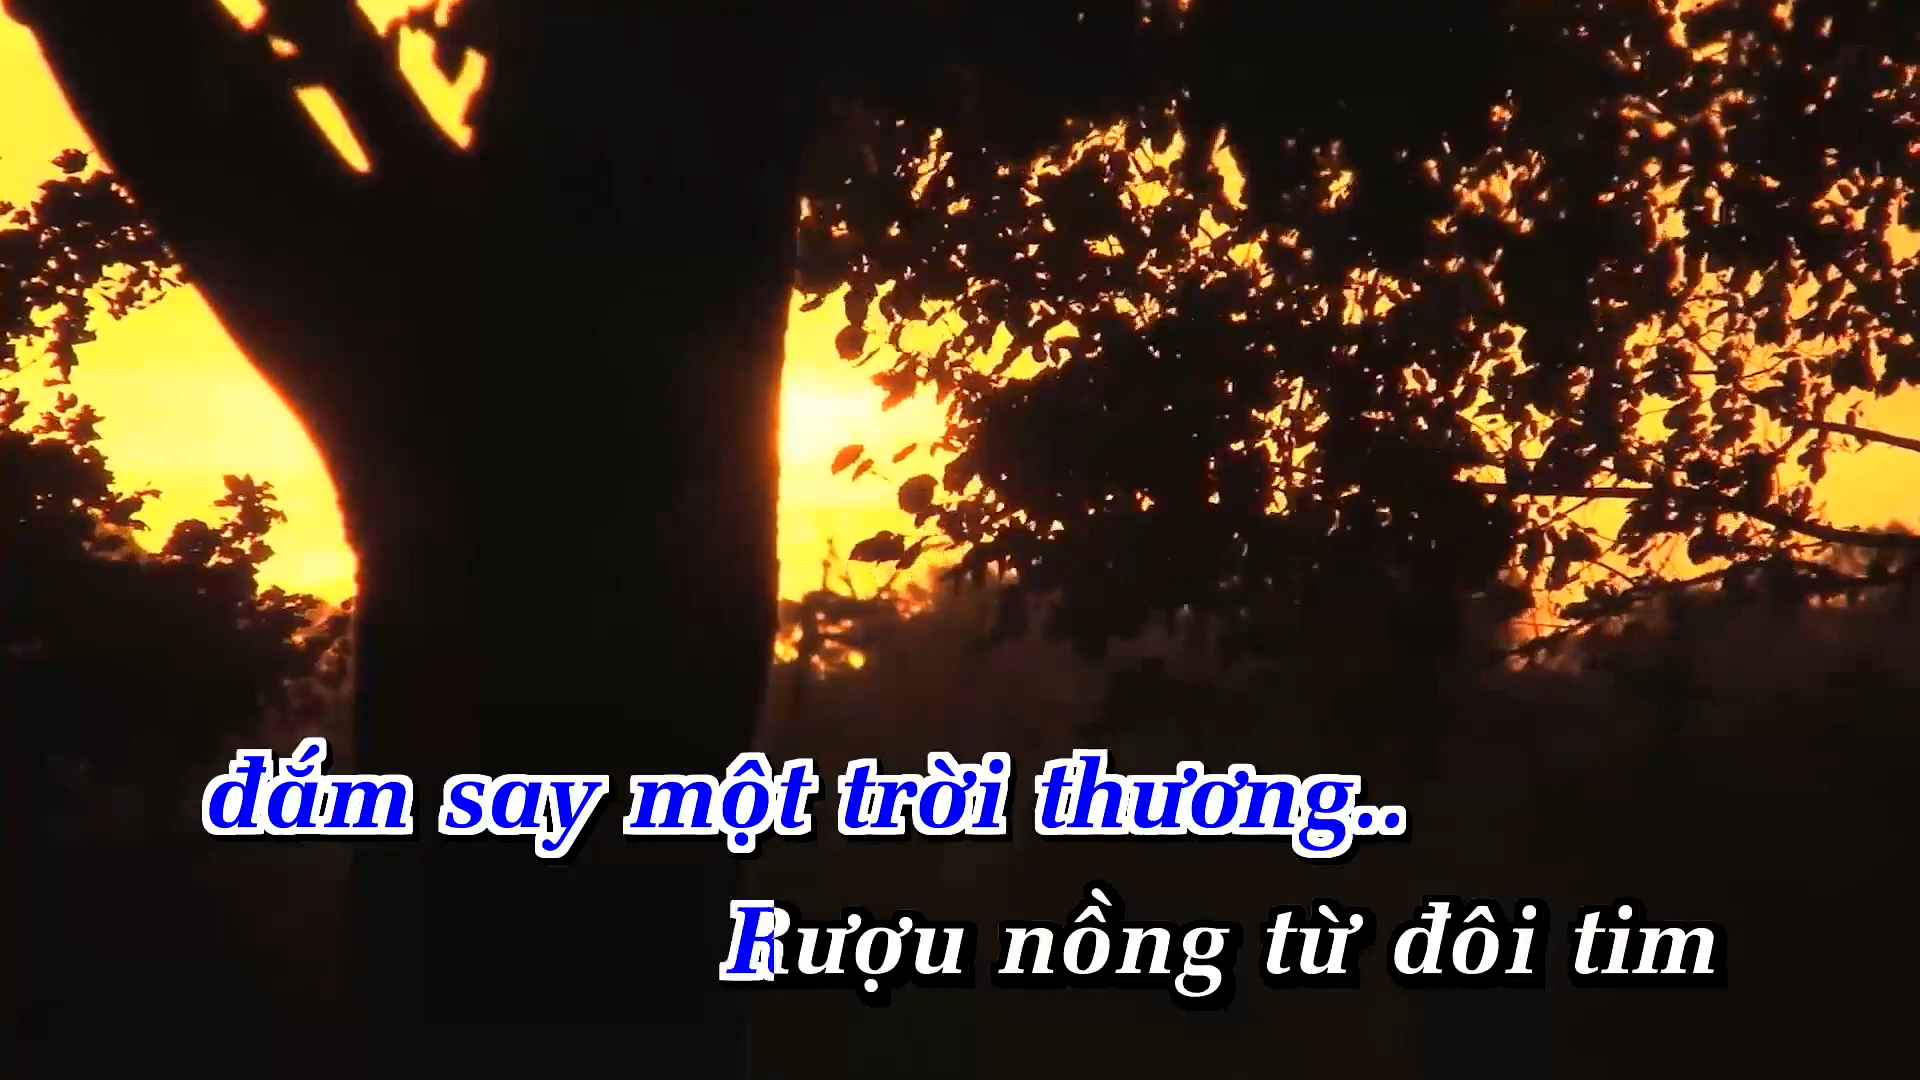 đắm say một trời thương..
Rượu nồng từ đôi tim